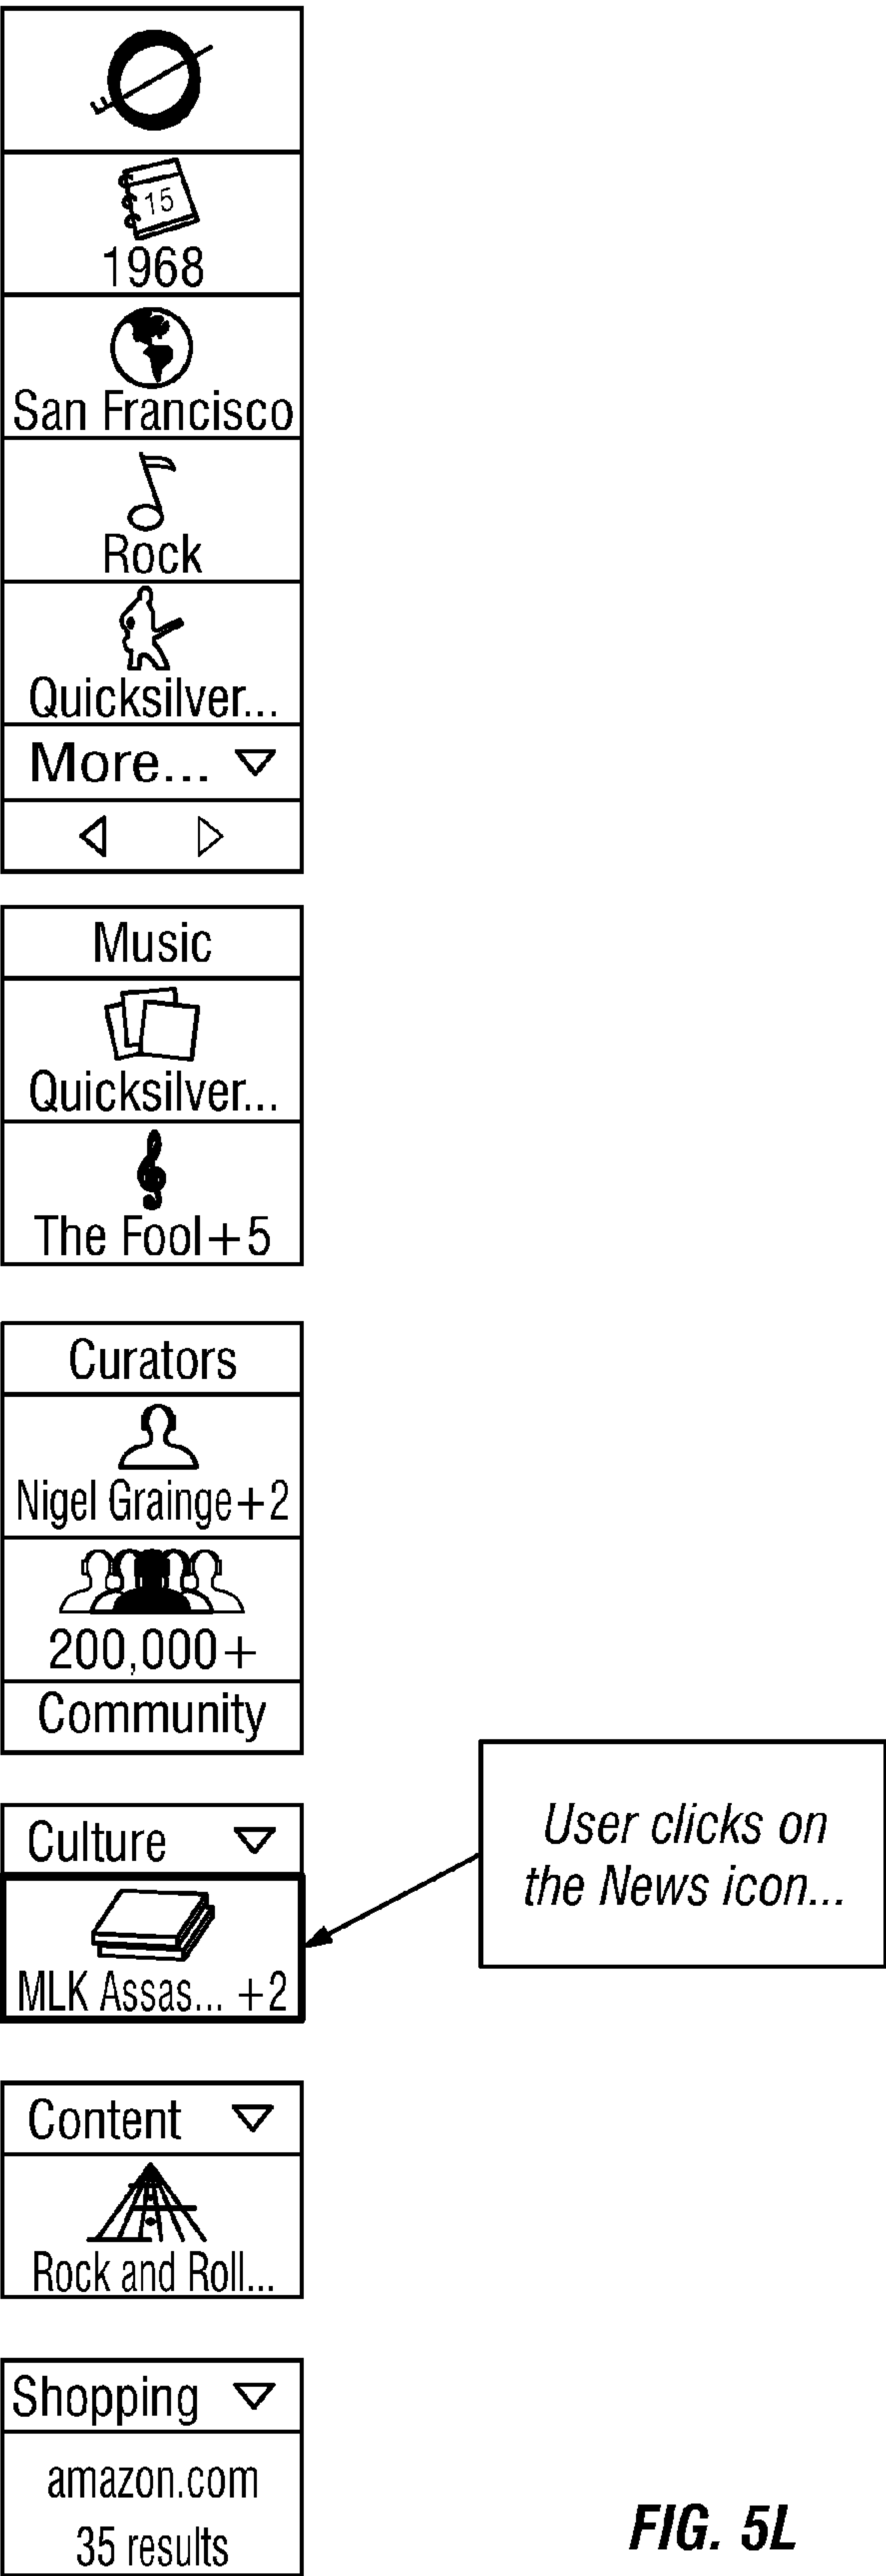 15
1968
San Francisco
Rock
Quicksilver...
More...
Music
Quicksilver...
The Fool+5
Curators
Nigel Grainge+2
200,000+
Community
Culture
MLK Assas... +2
User clicks on
the News icon...
Content
Rock and Roll...
Shopping
amazon.com
35 results
FIG. 5L